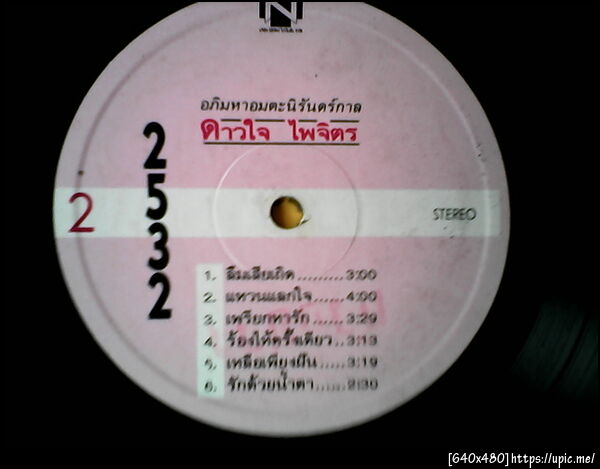 N
อภิมหาอมตะนิรันดร์กาล
ดาวใจ ไพจิตร
2532
2
STEREO
1. ลืมเสียเถิด.........3:00
2. แหวนแลกใจ......4:00
3. เพรียกหารัก......3:29
4. ร้องไห้ครั้งเดียว..3:13
5. เหลือเพียงฝัน.....3:19
6. รักด้วยน้ำตา......2:30
[640x480]https://upic.me/